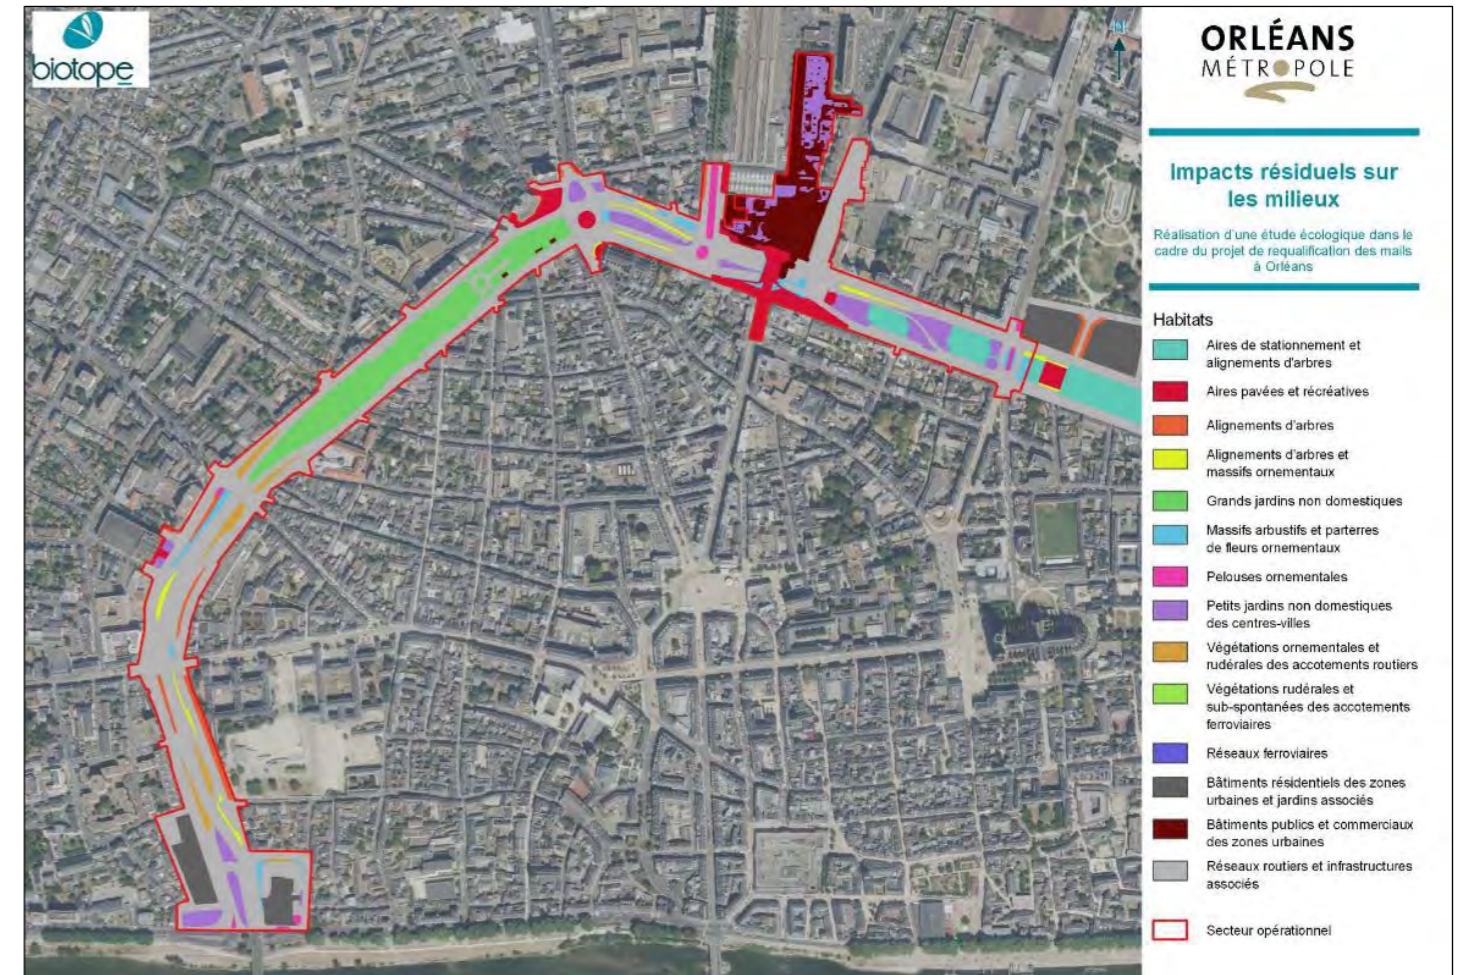 biotope
N
ORLÉANS
MÉTROPOLE
Impacts résiduels sur
les milieux
Réalisation d'une étude écologique dans le
cadre du projet de requalification des mails
à Orléans
Habitats
Aires de stationnement et
alignements d'arbres
Aires pavées et récréatives
Alignements d'arbres
Alignements d'arbres et
massifs ornementaux
Grands jardins non domestiques
Massifs arbustifs et parterres
de fleurs ornementaux
Pelouses ornementales
Petits jardins non domestiques
des centres-villes
Végétations ornementales et
rudérales des accotements routiers
Végétations rudérales et
sub-spontanées des accotements
ferroviaires
Réseaux ferroviaires
Bâtiments résidentiels des zones
urbaines et jardins associés
Bâtiments publics et commerciaux
des zones urbaines
Réseaux routiers et infrastructures
associés
Secteur opérationnel